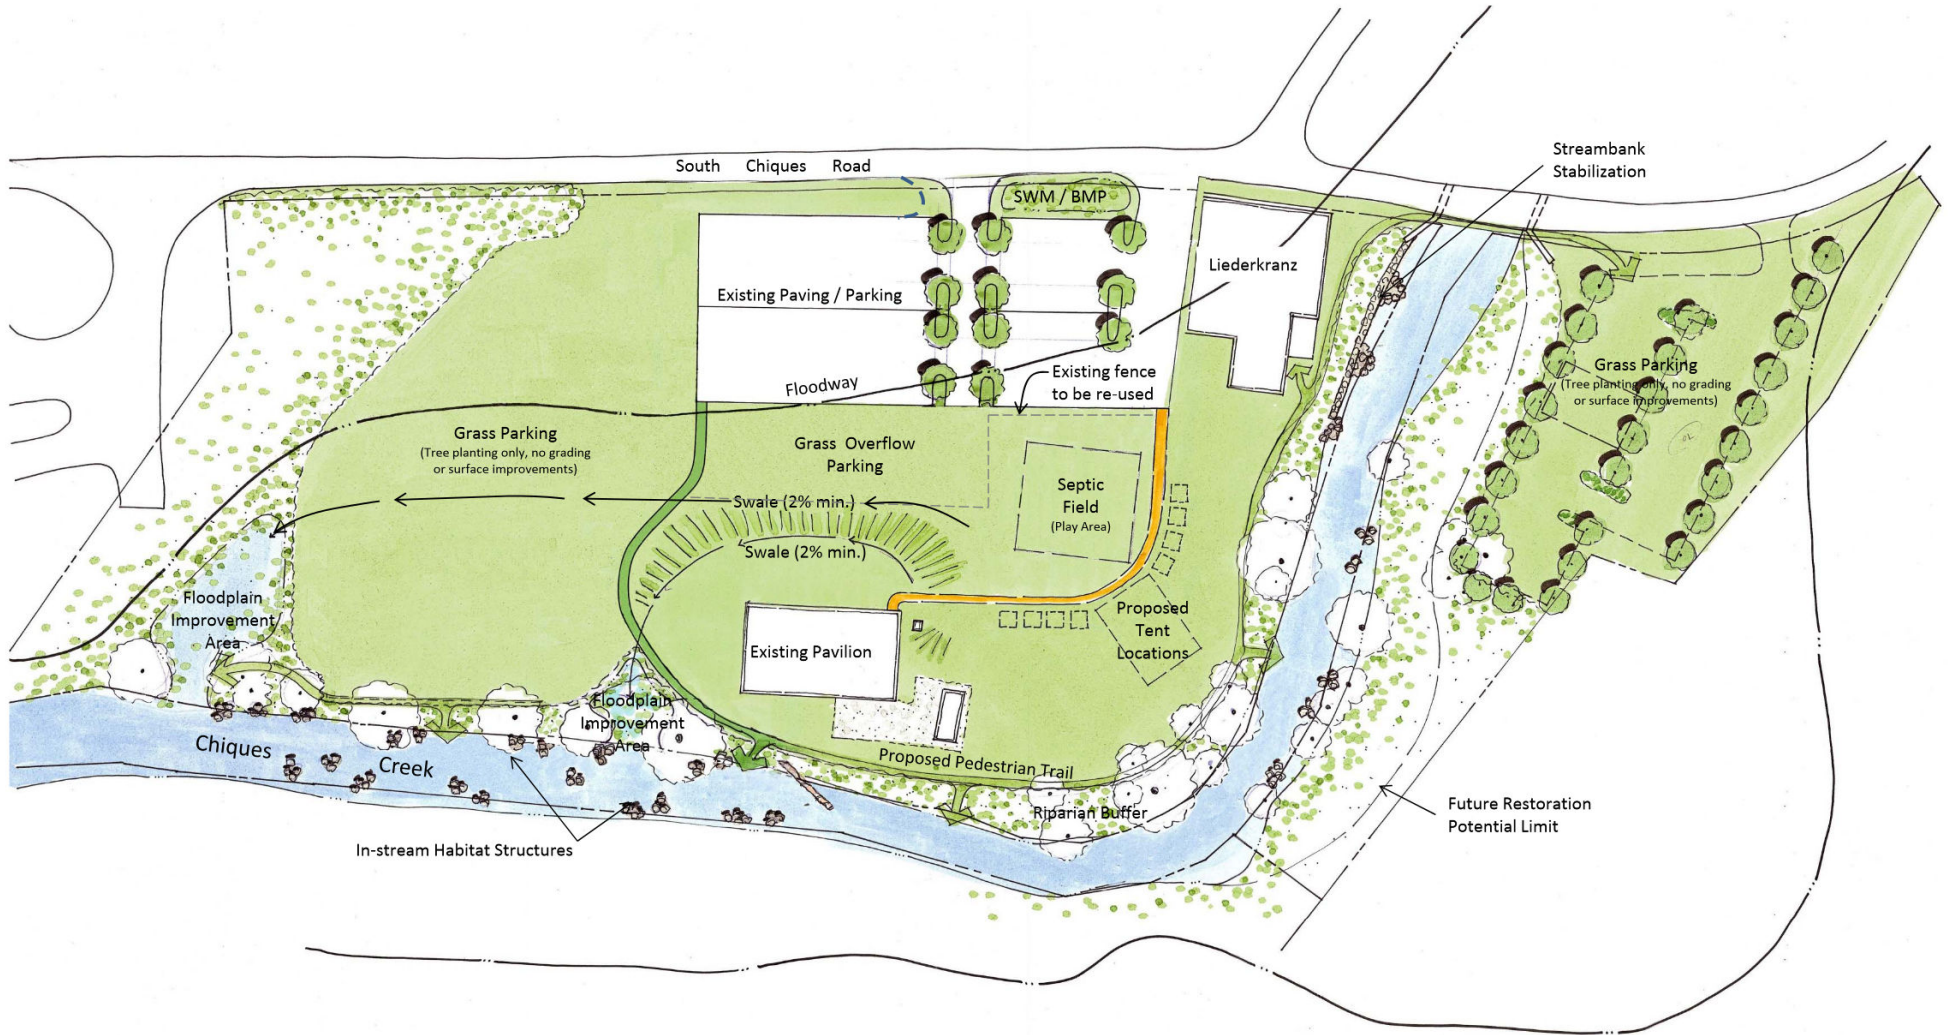 South Chiques Road
Streambank
Stabilization
SWM / BMP
Liederkranz
Existing Paving / Parking
Floodway
Existing fence
to be re-used
Grass Parking
(Tree planting only, no grading
or surface improvements)
Grass Parking
(Tree planting only, no grading
or surface improvements)
Grass Overflow
Parking
Septic
Field
(Play Area)
Swale (2% min.)
Swale (2% min.)
Floodplain
Improvement
Area
Existing Pavilion
Proposed
Tent
Locations
Floodplain
Improvement
Area
Chiques
Creek
Proposed Pedestrian Trail
Riparian Buffer
Future Restoration
Potential Limit
In-stream Habitat Structures